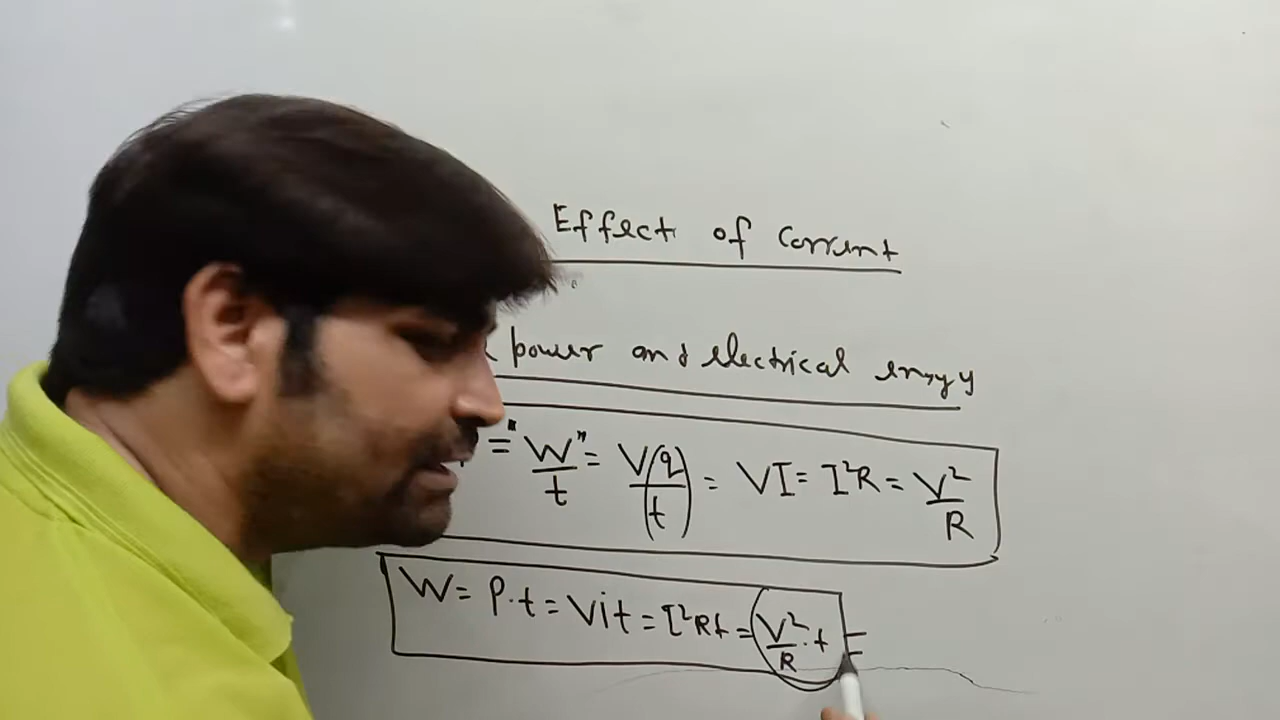 Effect of Current
power and electrical energy
= "W/t" = V(q/t) = VI = I²R = V²/R
W = P.t = Vit = I²Rt = V²/R . t =